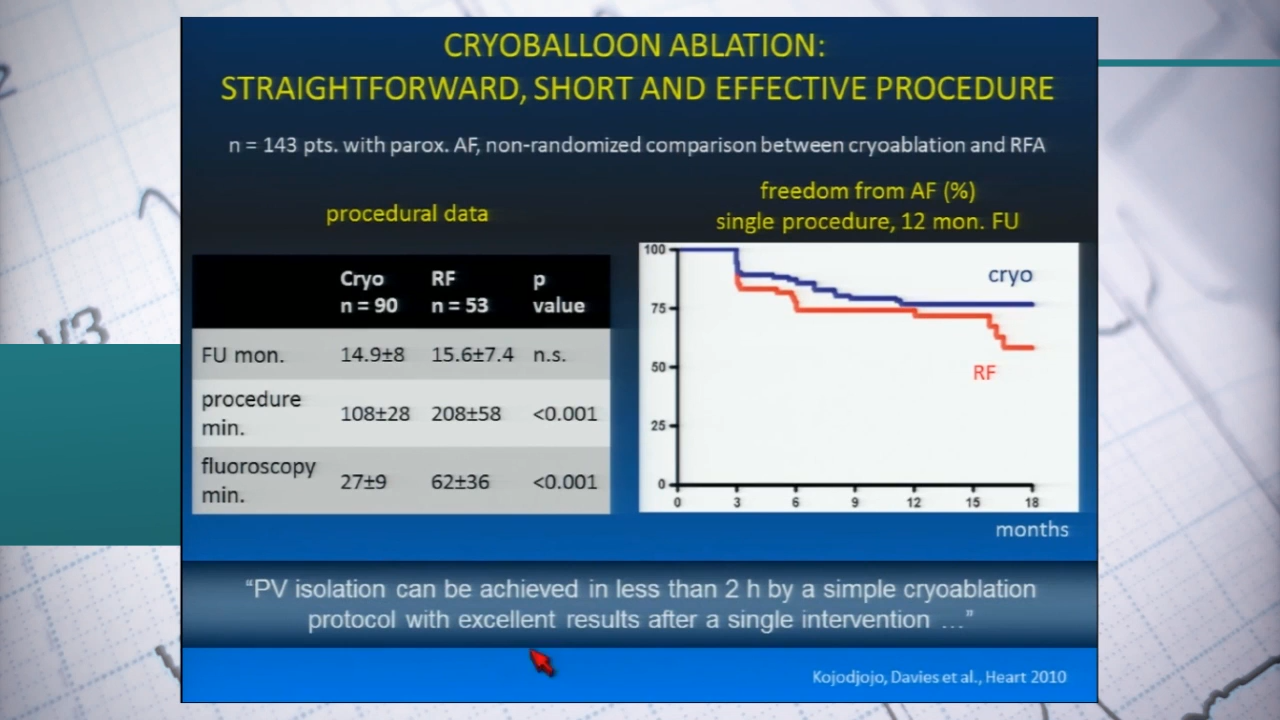 CRYOBALLOON ABLATION:
STRAIGHTFORWARD, SHORT AND EFFECTIVE PROCEDURE
n = 143 pts. with parox. AF, non-randomized comparison between cryoablation and RFA
procedural data
Cryo RF p
n = 90 n = 53 value
FU mon. 14.9±8 15.6±7.4 n.s.
procedure
min. 108±28 208±58 <0.001
fluoroscopy
min. 27±9 62±36 <0.001
freedom from AF (%)
single procedure, 12 mon. FU
100
75
50
25
0
cryo
RF
0 3 6 9 12 15 18
months
“PV isolation can be achieved in less than 2 h by a simple cryoablation
protocol with excellent results after a single intervention …”
Kojodjojo, Davies et al., Heart 2010
V3